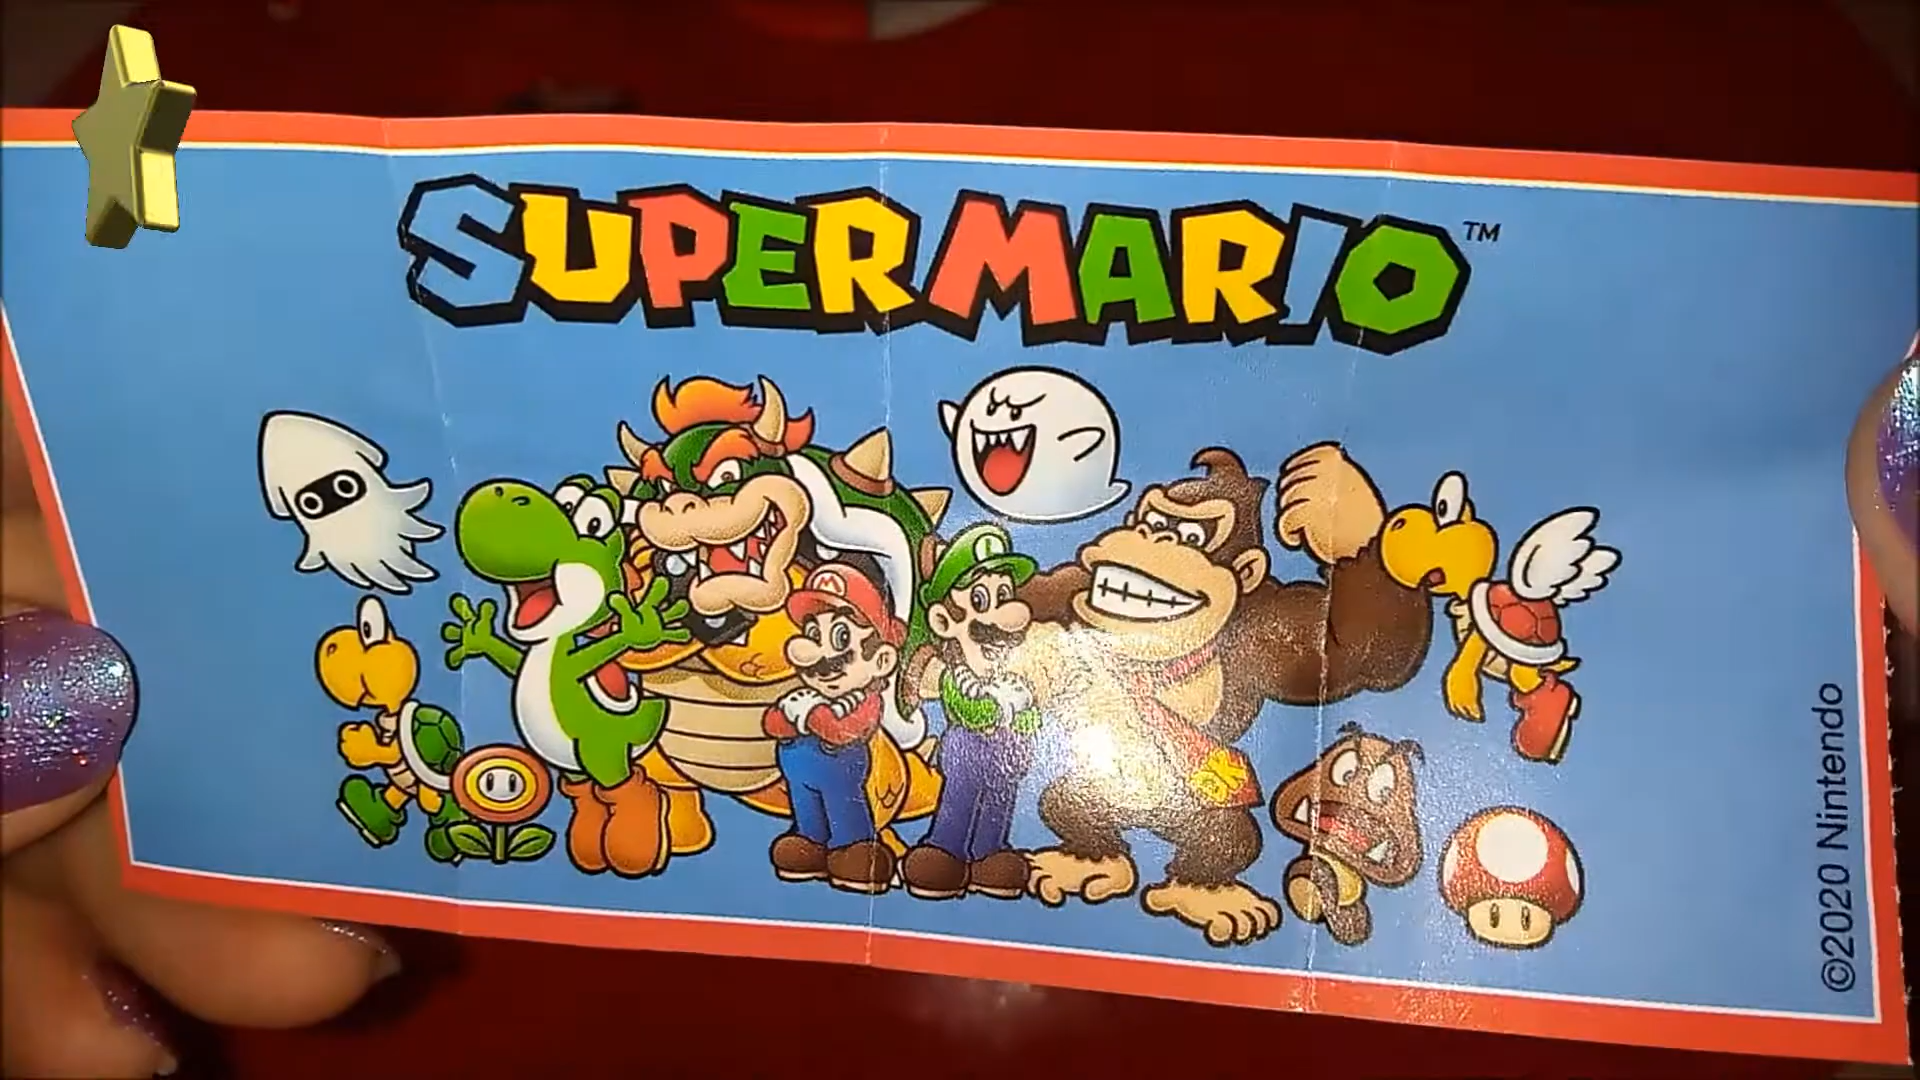 SUPER MARIO™
M
L
DK
©2020 Nintendo